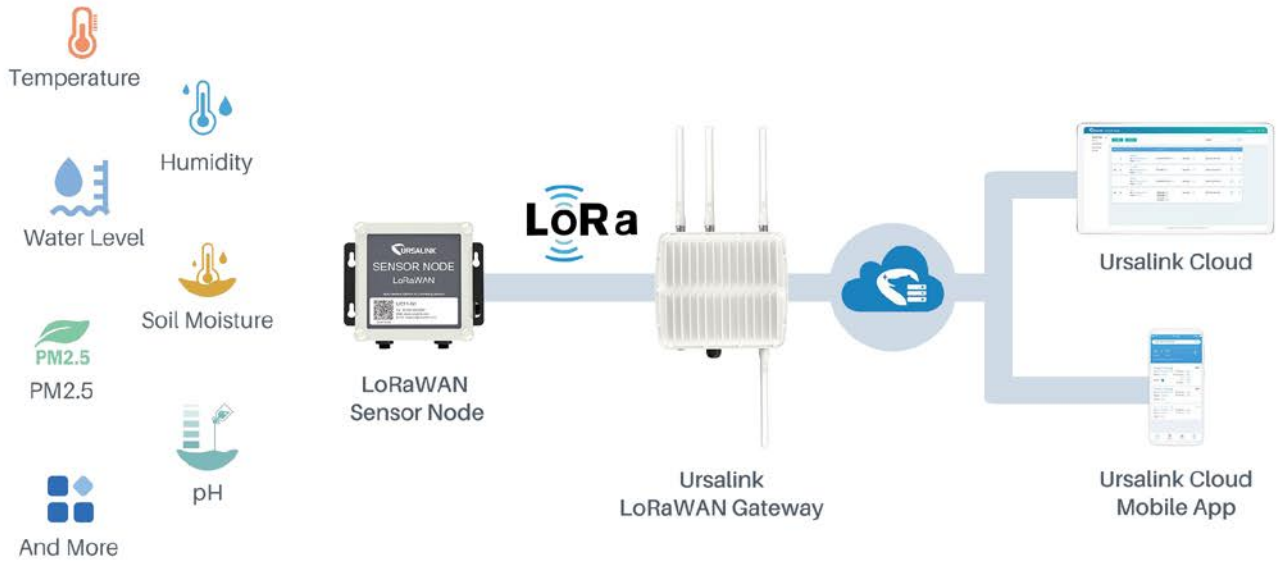 Temperature
Humidity
Water Level
Soil Moisture
PM2.5
PM2.5
pH
And More
URSALINK
SENSOR NODE
LoRaWAN
LoRaWAN
Sensor Node
LoRa
Ursalink
LoRaWAN Gateway
Ursalink Cloud
Ursalink Cloud
Mobile App